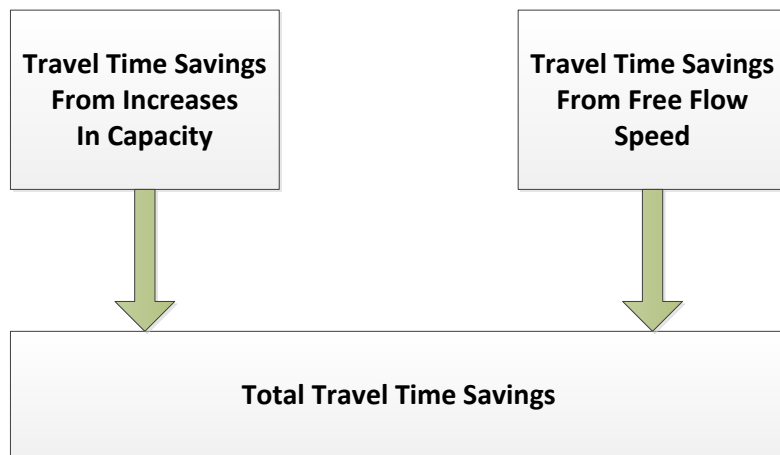 Travel Time Savings
From Increases
In Capacity
Travel Time Savings
From Free Flow
Speed
Total Travel Time Savings